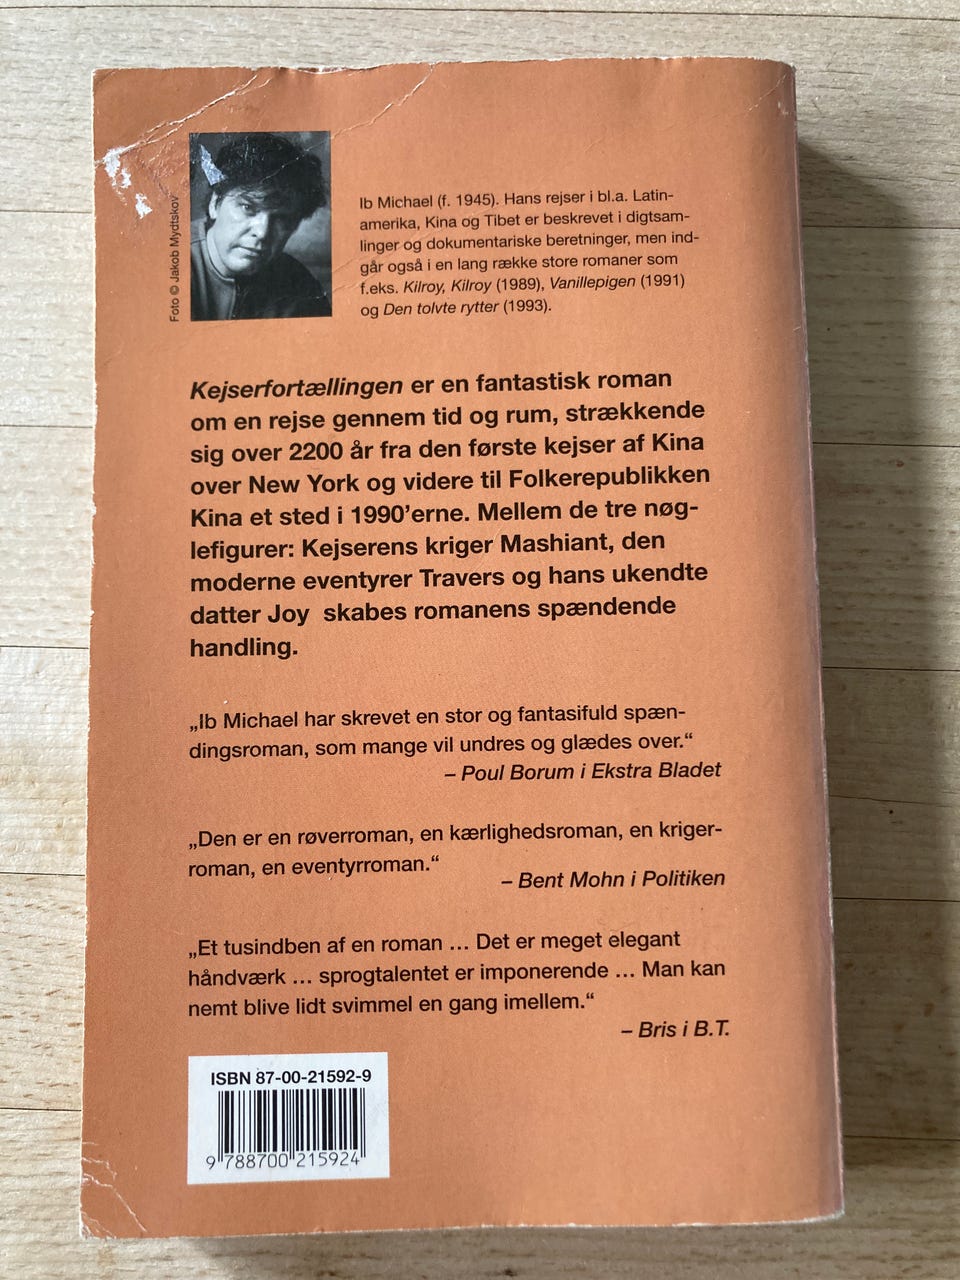 Foto © Jakob Mydtskov
Ib Michael (f. 1945). Hans rejser i bl.a. Latin-
amerika, Kina og Tibet er beskrevet i digtsam-
linger og dokumentariske beretninger, men ind-
går også i en lang række store romaner som
f.eks. Kilroy, Kilroy (1989), Vanillepigen (1991)
og Den tolvte rytter (1993).
Kejserfortællingen er en fantastisk roman
om en rejse gennem tid og rum, strækkende
sig over 2200 år fra den første kejser af Kina
over New York og videre til Folkerepublikken
Kina et sted i 1990’erne. Mellem de tre nøg-
lefigurer: Kejserens kriger Mashiant, den
moderne eventyrer Travers og hans ukendte
datter Joy skabes romanens spændende
handling.
„Ib Michael har skrevet en stor og fantasifuld spæn-
dingsroman, som mange vil undres og glædes over.“
– Poul Borum i Ekstra Bladet
„Den er en røverroman, en kærlighedsroman, en kriger-
roman, en eventyrroman.“
– Bent Mohn i Politiken
„Et tusindben af en roman … Det er meget elegant
håndværk … sprogtalentet er imponerende … Man kan
nemt blive lidt svimmel en gang imellem.“
– Bris i B.T.
ISBN 87-00-21592-9
9 788700 215924